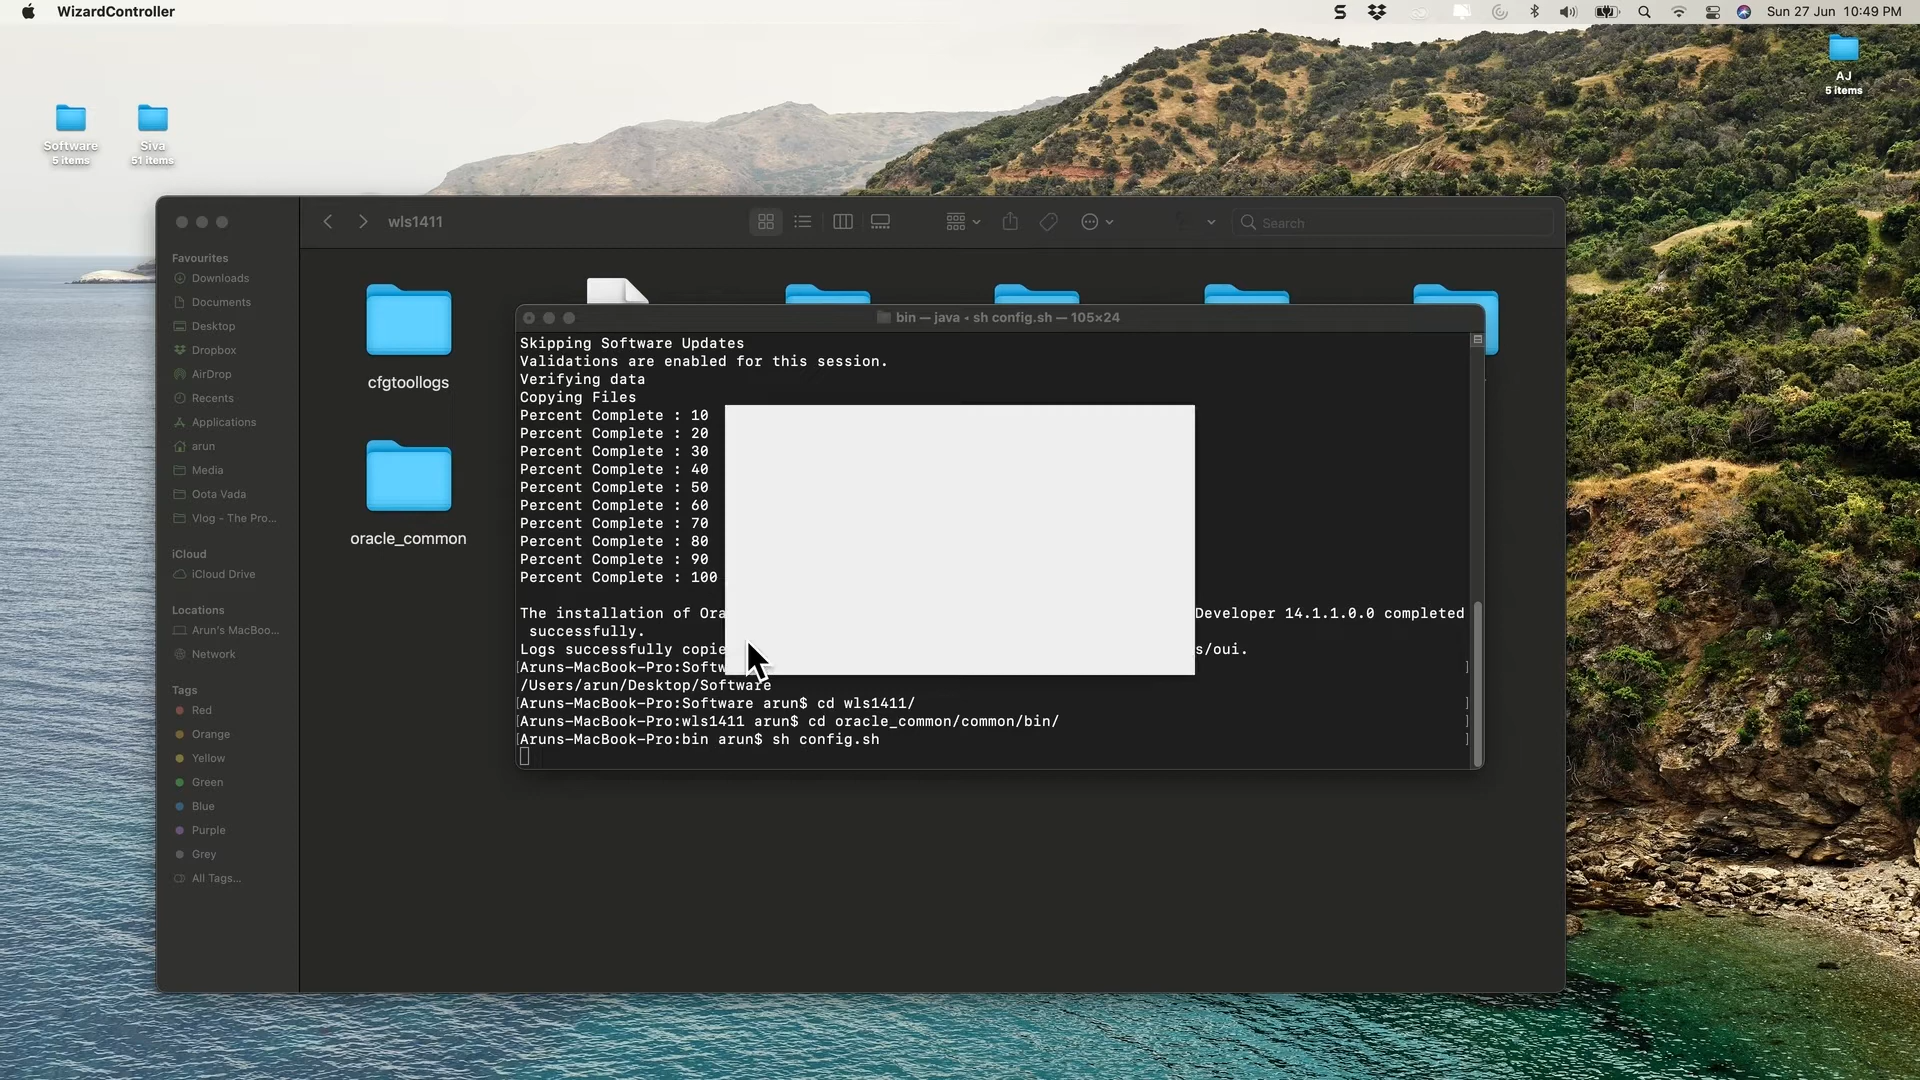 WizardController
Sun 27 Jun 10:49 PM
AJ
5 items
Software
5 items
Siva
51 items
wls1411
Search
Favourites
Downloads
Documents
Desktop
Dropbox
AirDrop
Recents
Applications
arun
Media
Oota Vada
Vlog - The Pro...
iCloud
iCloud Drive
Locations
Arun's MacBoo...
Network
Tags
Red
Orange
Yellow
Green
Blue
Purple
Grey
All Tags...
cfgtoollogs
oracle_common
bin — java ◂ sh config.sh — 105×24
Skipping Software Updates
Validations are enabled for this session.
Verifying data
Copying Files
Percent Complete : 10
Percent Complete : 20
Percent Complete : 30
Percent Complete : 40
Percent Complete : 50
Percent Complete : 60
Percent Complete : 70
Percent Complete : 80
Percent Complete : 90
Percent Complete : 100
The installation of Ora Developer 14.1.1.0.0 completed
successfully.
Logs successfully copie s/oui.
[Aruns-MacBook-Pro:Softw ]
/Users/arun/Desktop/Software
[Aruns-MacBook-Pro:Software arun$ cd wls1411/ ]
[Aruns-MacBook-Pro:wls1411 arun$ cd oracle_common/common/bin/ ]
[Aruns-MacBook-Pro:bin arun$ sh config.sh ]